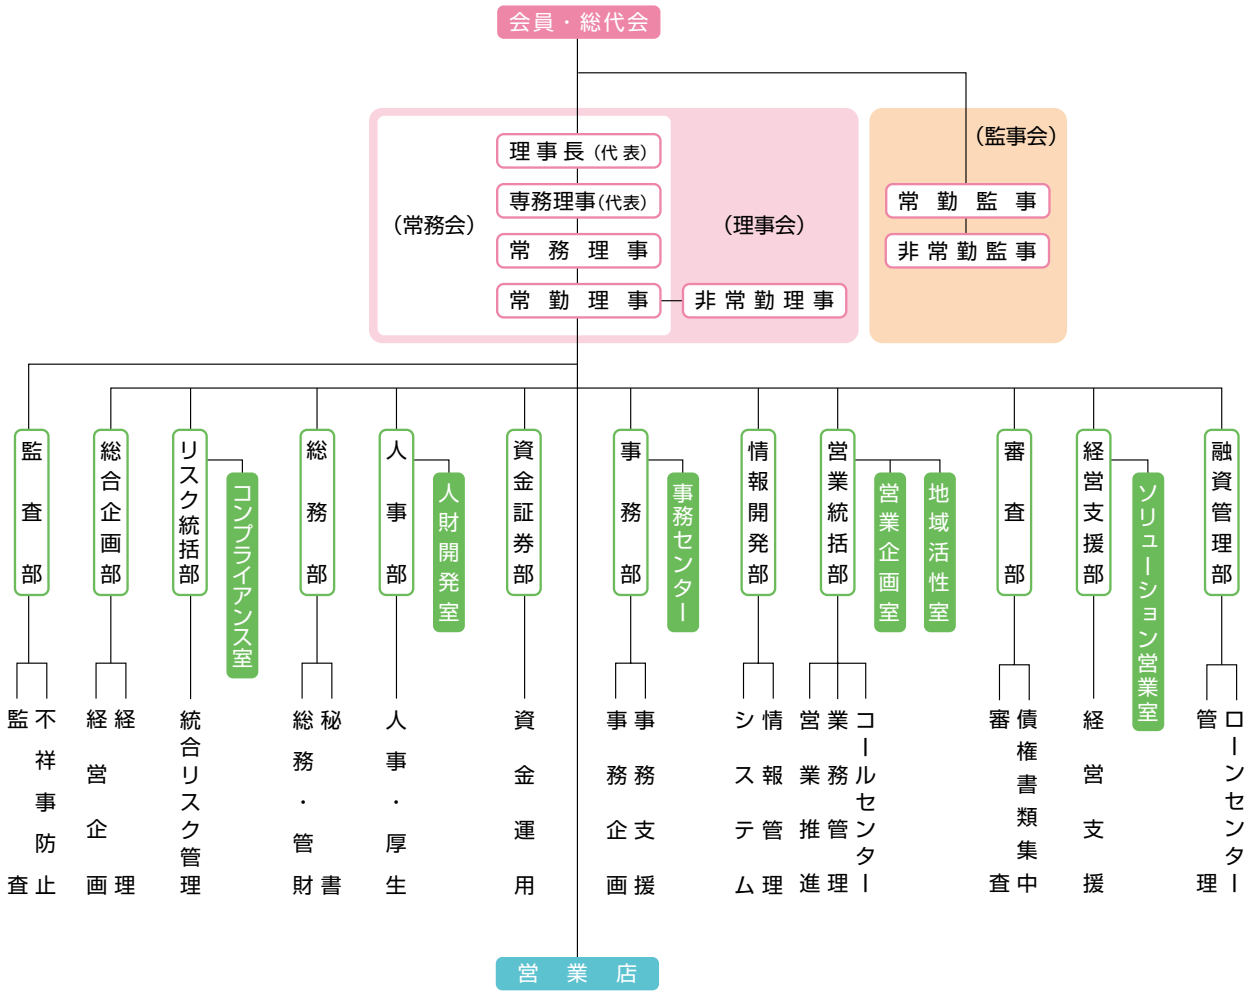 会員・総代会
(監事会)
理事長(代表)
専務理事(代表)
常勤監事
(常務会)
(理事会)
常務理事
非常勤監事
常勤理事
非常勤理事
監査部
総合企画部
リスク統括部
コンプライアンス室
総務部
人事部
人財開発室
資金証券部
事務部
事務センター
情報開発部
営業統括部
営業企画室
地域活性室
審査部
経営支援部
ソリューション営業室
融資管理部
監査
不祥事防止
経営企画
経理
統合リスク管理
総務・管財
秘書
人事・厚生
資金運用
事務企画
事務支援
システム
情報管理
営業推進
業務管理
コールセンター
審査
債権書類集中
経営支援
管理
ローンセンター
営業店